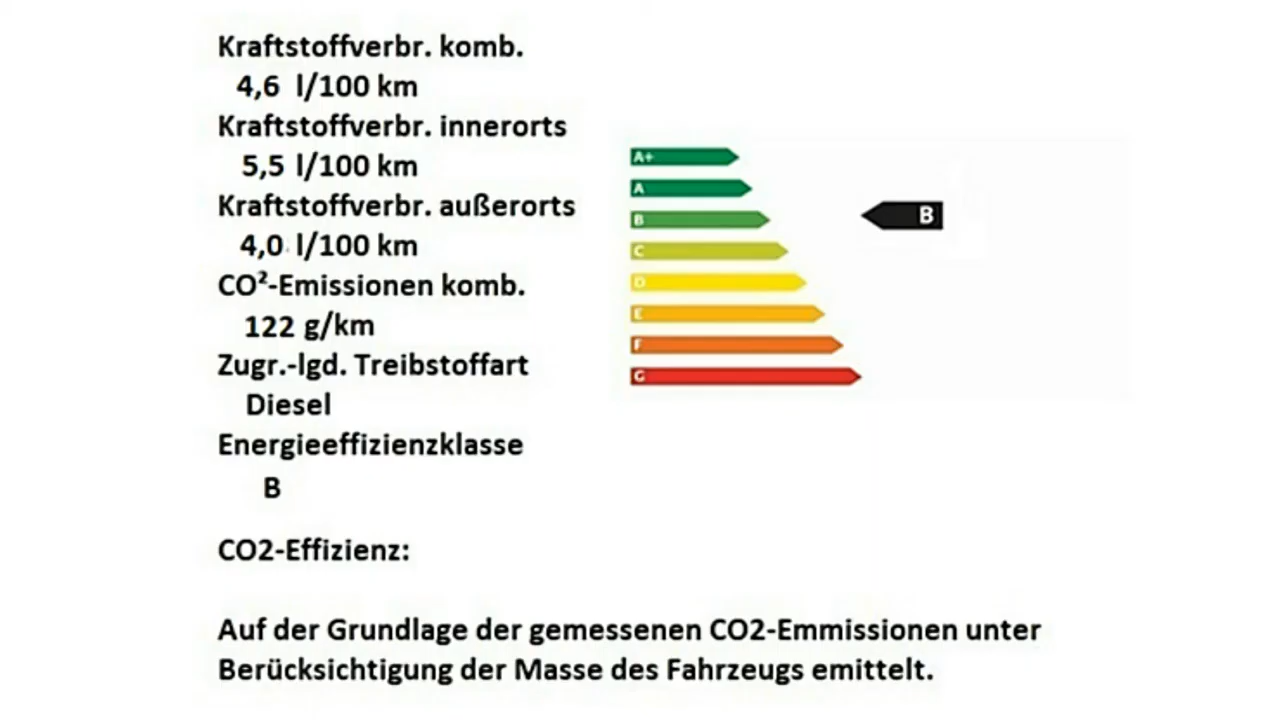 Kraftstoffverbr. komb.
4,6 l/100 km
Kraftstoffverbr. innerorts
5,5 l/100 km
Kraftstoffverbr. außerorts
4,0 l/100 km
CO²-Emissionen komb.
122 g/km
Zugr.-lgd. Treibstoffart
Diesel
Energieeffizienzklasse
B
A+
A
B
C
D
E
F
G
B
CO2-Effizienz:
Auf der Grundlage der gemessenen CO2-Emmissionen unter
Berücksichtigung der Masse des Fahrzeugs emittelt.